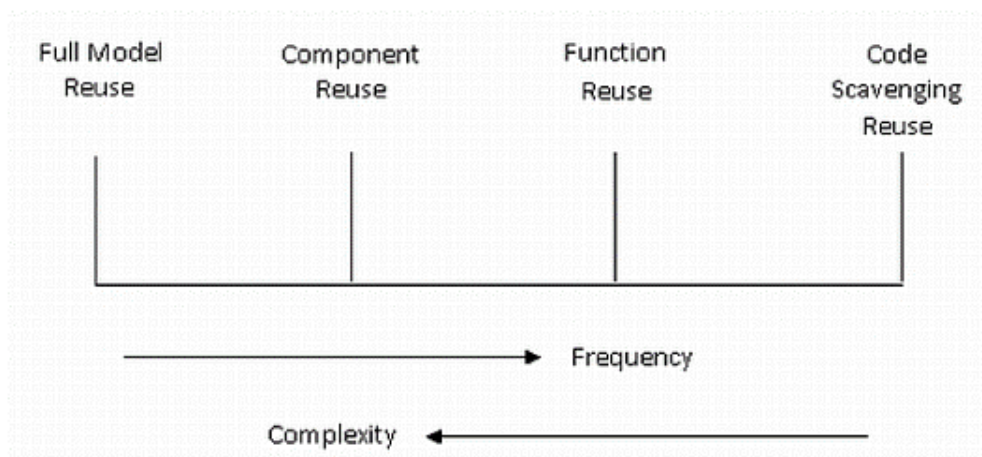 Full Model
Reuse
Component
Reuse
Function
Reuse
Code
Scavenging
Reuse
Frequency
Complexity